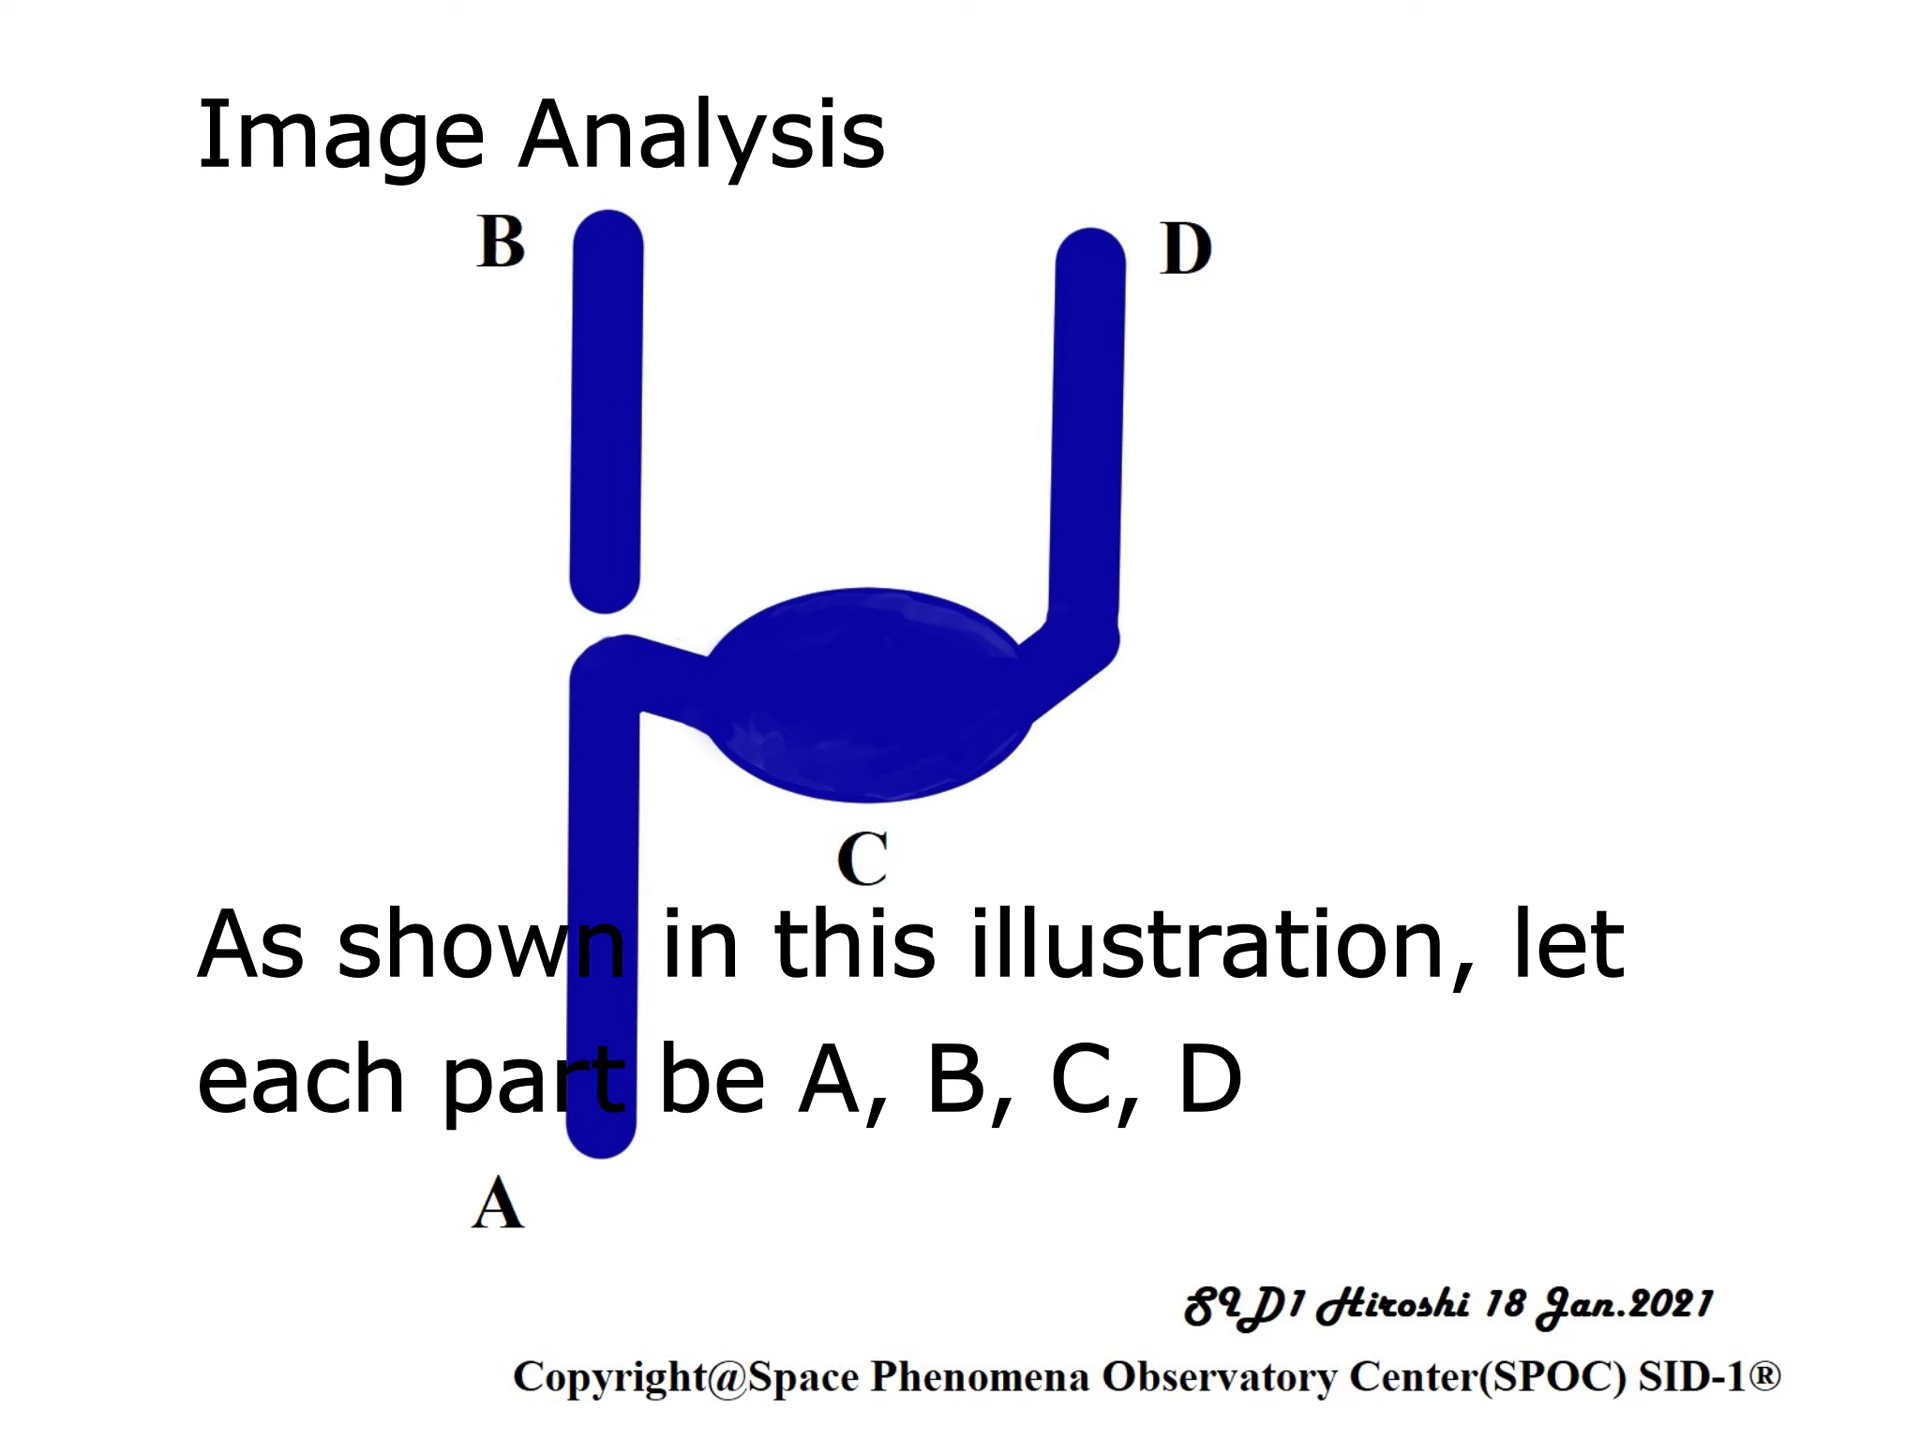 Image Analysis
B
D
C
As shown in this illustration, let
each part be A, B, C, D
A
SID1 Hiroshi 18 Jan.2021
Copyright@Space Phenomena Observatory Center(SPOC) SID-1®